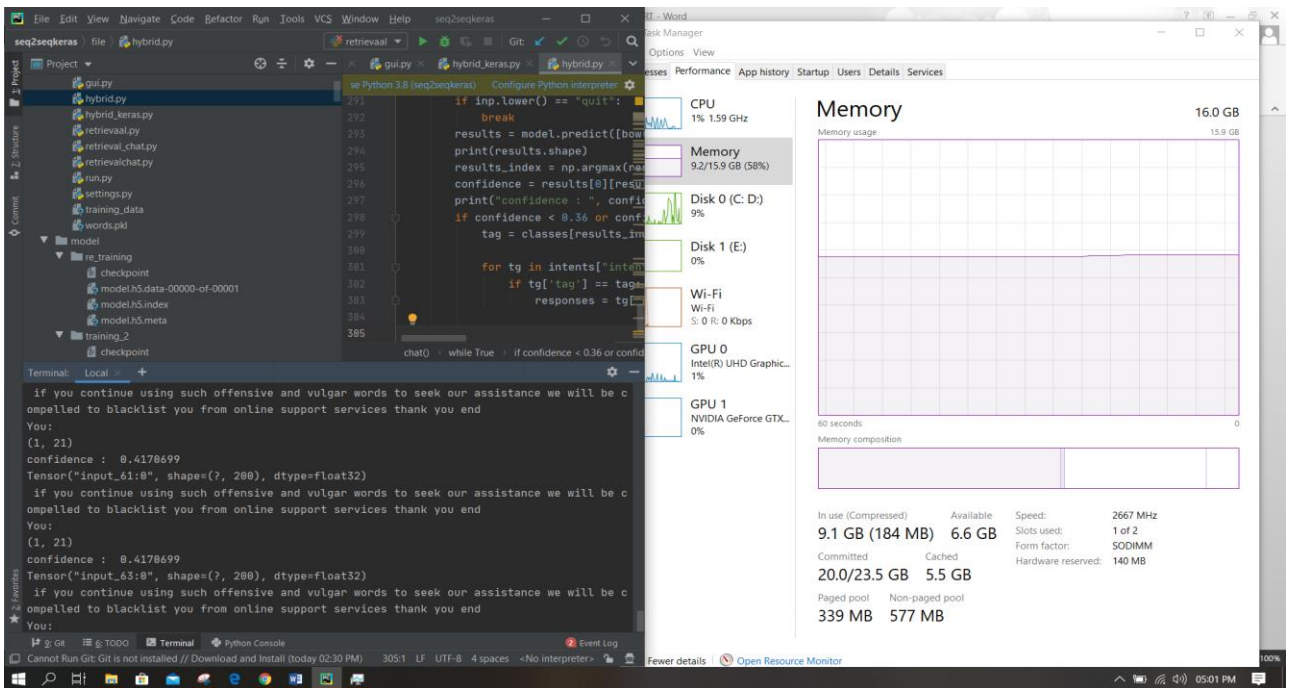 File Edit View Navigate Code Refactor Run Tools VCS Window Help seq2seqkeras
seq2seqkeras file hybrid.py retrievaal Git:
Project gui.py hybrid_keras.py hybrid.py
1: Project
Z: Structure
Commit
2: Favorites
gui.py
hybrid.py
hybrid_keras.py
retrievaal.py
retrieval_chat.py
retrievalchat.py
run.py
settings.py
training_data
words.pkl
model
re_training
checkpoint
model.h5.data-00000-of-00001
model.h5.index
model.h5.meta
training_2
checkpoint
se Python 3.8 (seq2seqkeras) Configure Python interpreter
291 if inp.lower() == "quit":
292 break
293 results = model.predict([bow
294 print(results.shape)
295 results_index = np.argmax(re
296 confidence = results[0][resu
297 print("confidence : ", confi
298 if confidence < 0.36 or conf
299 tag = classes[results_in
300
301 for tg in intents["inten
302 if tg['tag'] == tag:
303 responses = tg[
304
305
chat() while True if confidence < 0.36 or confid
Terminal: Local +
if you continue using such offensive and vulgar words to seek our assistance we will be c
ompelled to blacklist you from online support services thank you end
You:
(1, 21)
confidence : 0.4170699
Tensor("input_61:0", shape=(?, 200), dtype=float32)
if you continue using such offensive and vulgar words to seek our assistance we will be c
ompelled to blacklist you from online support services thank you end
You:
(1, 21)
confidence : 0.4170699
Tensor("input_63:0", shape=(?, 200), dtype=float32)
if you continue using such offensive and vulgar words to seek our assistance we will be c
ompelled to blacklist you from online support services thank you end
You:
9: Git 6: TODO Terminal Python Console 2 Event Log
Cannot Run Git: Git is not installed // Download and Install (today 02:30 PM) 305:1 LF UTF-8 4 spaces <No interpreter>
RT - Word
ask Manager
Options View
esses Performance App history Startup Users Details Services
CPU
1% 1.59 GHz
Memory
9.2/15.9 GB (58%)
Disk 0 (C: D:)
9%
Disk 1 (E:)
0%
Wi-Fi
Wi-Fi
S: 0 R: 0 Kbps
GPU 0
Intel(R) UHD Graphic...
1%
GPU 1
NVIDIA GeForce GTX...
0%
Memory 16.0 GB
Memory usage 15.9 GB
60 seconds 0
Memory composition
In use (Compressed) Available
9.1 GB (184 MB) 6.6 GB
Committed Cached
20.0/23.5 GB 5.5 GB
Paged pool Non-paged pool
339 MB 577 MB
Speed: 2667 MHz
Slots used: 1 of 2
Form factor: SODIMM
Hardware reserved: 140 MB
Fewer details Open Resource Monitor
100%
05:01 PM